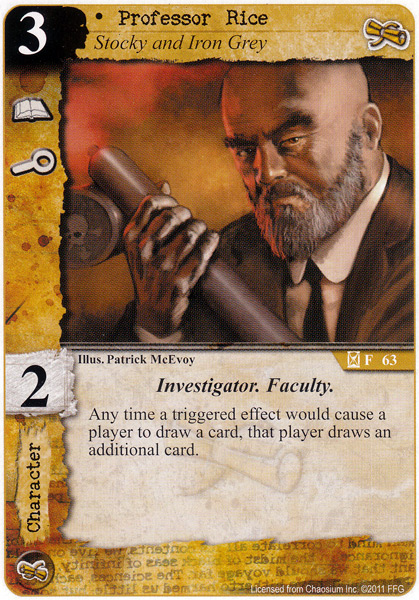 3
• Professor Rice
Stocky and Iron Grey
Illus. Patrick McEvoy
F 63
2
Investigator. Faculty.
Any time a triggered effect would cause a
player to draw a card, that player draws an
additional card.
Character
Licensed from Chaosium Inc. ©2011 FFG